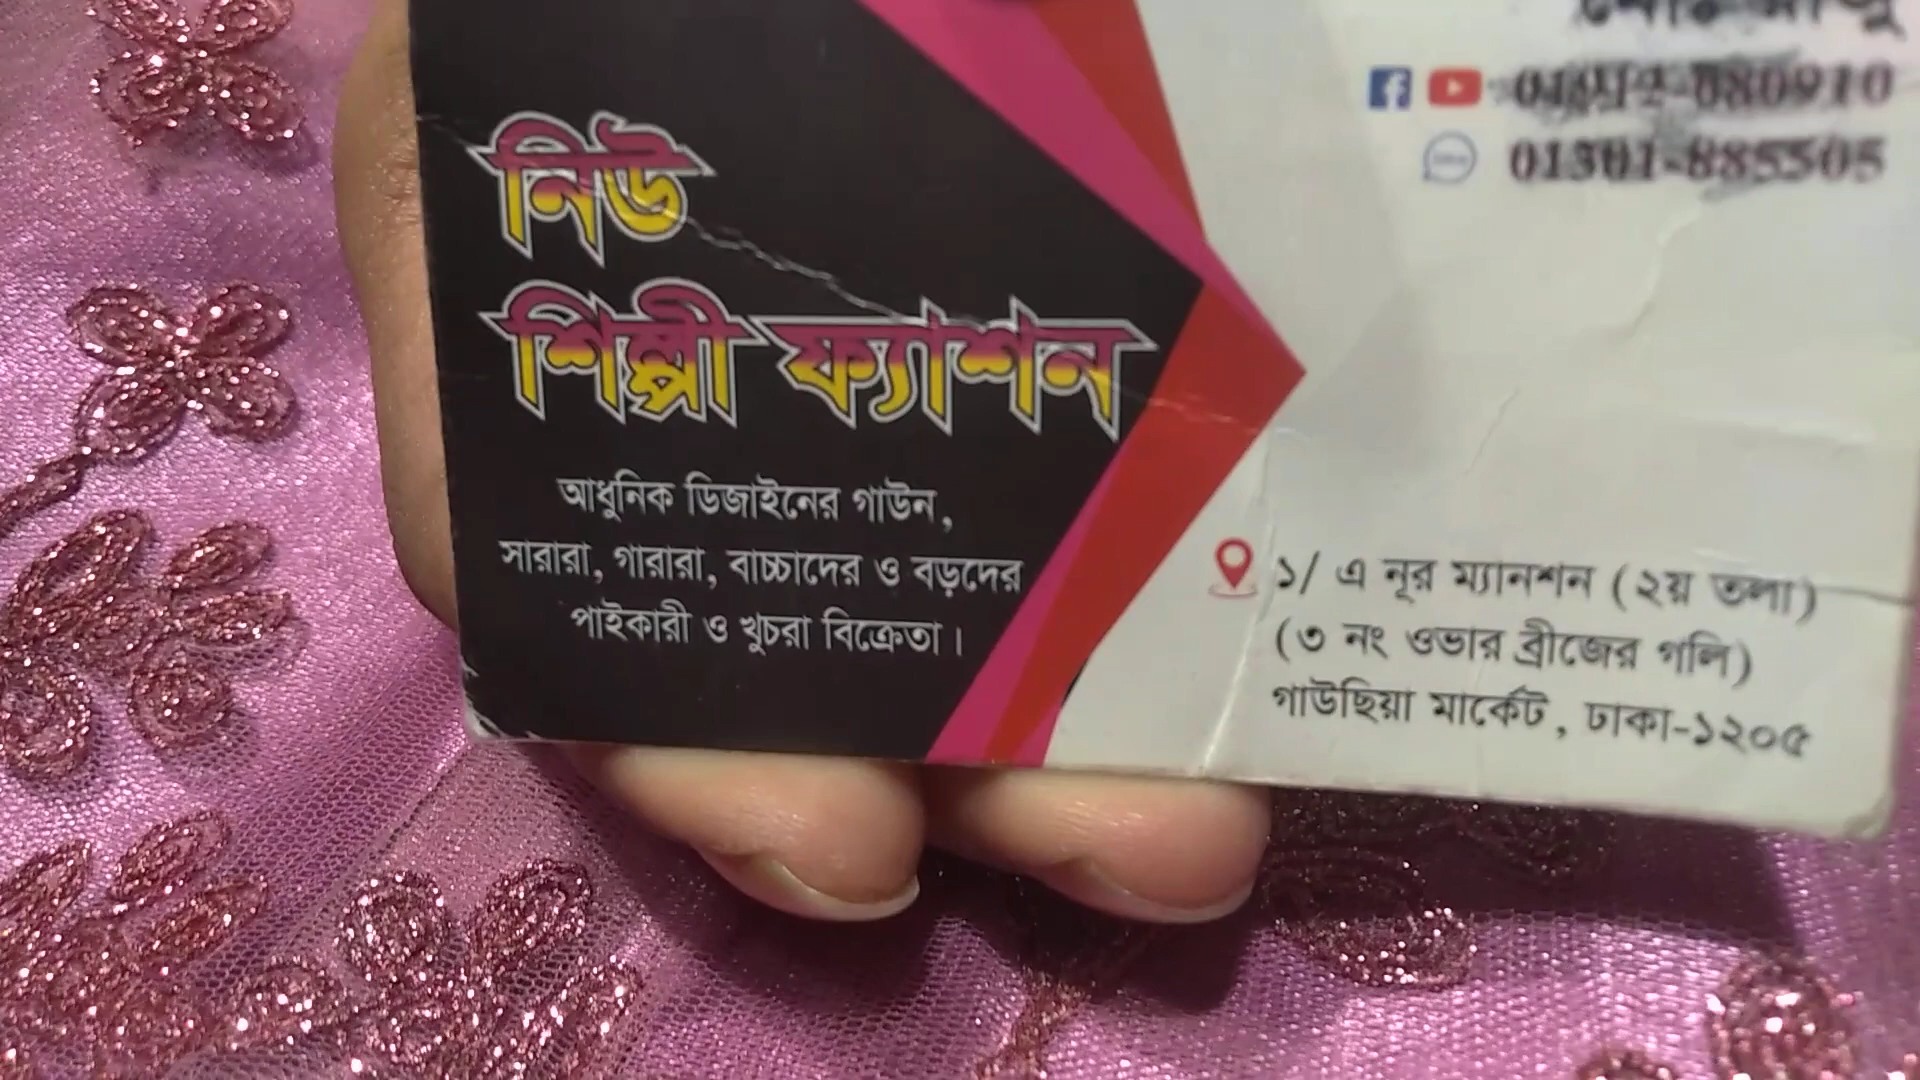 নিউ
শিল্পী ফ্যাশন
আধুনিক ডিজাইনের গাউন,
সারারা, গারারা, বাচ্চাদের ও বড়দের
পাইকারী ও খুচরা বিক্রেতা।
01301-885505
১/ এ নূর ম্যানশন (২য় তলা)
(৩ নং ওভার ব্রীজের গলি)
গাউছিয়া মার্কেট, ঢাকা-১২০৫